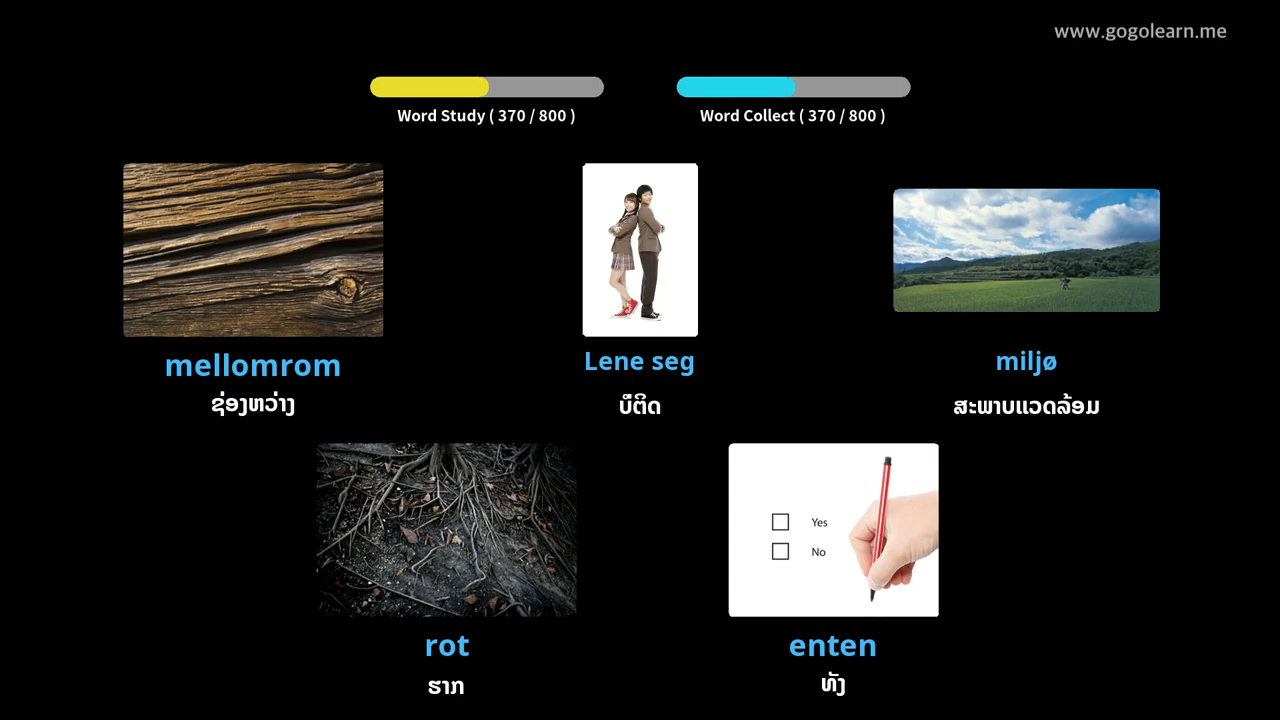 www.gogolearn.me
Word Study ( 370 / 800 )
Word Collect ( 370 / 800 )
mellomrom
ຊ່ອງຫວ່າງ
Lene seg
ບໍ່ຕິດ
miljø
ສະພາບແວດລ້ອມ
Yes
No
rot
ຮາກ
enten
ທັງ